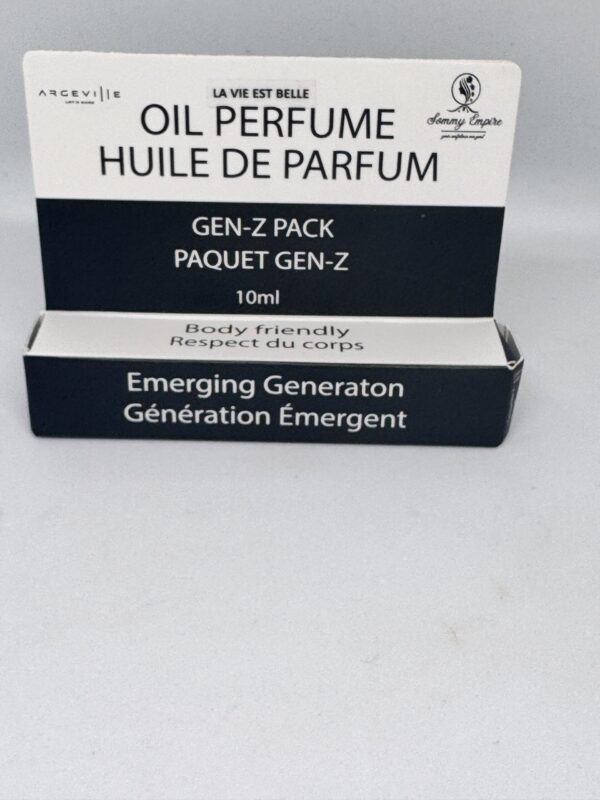 ARGEVILLE
LA VIE EST BELLE
OIL PERFUME
HUILE DE PARFUM
Sommy Empire
GEN-Z PACK
PAQUET GEN-Z
10ml
Body friendly
Respect du corps
Emerging Generaton
Génération Émergent